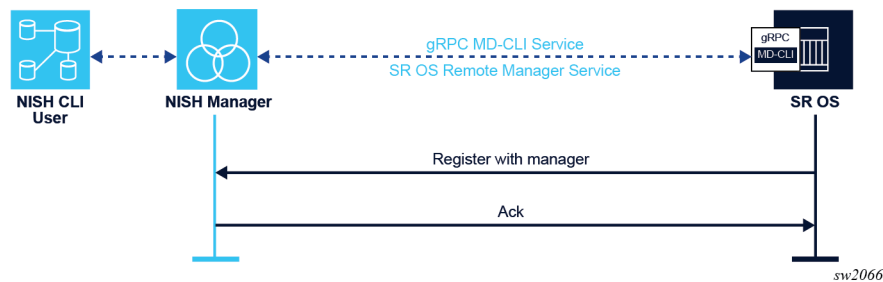 gRPC MD-CLI Service
gRPC
MD-CLI
SR OS Remote Manager Service
NISH CLI
User
NISH Manager
SR OS
Register with manager
Ack
sw2066